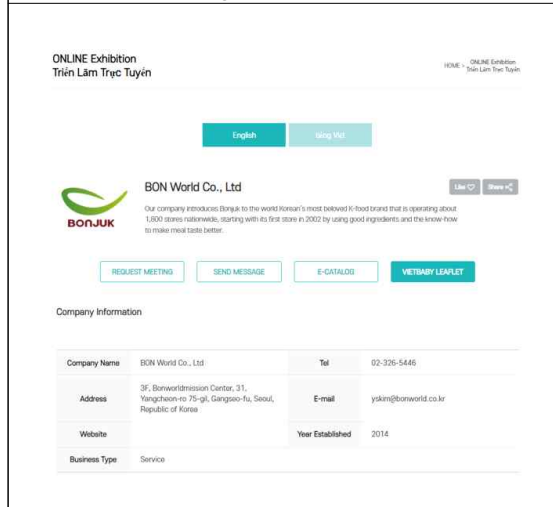 ONLINE Exhibition
Triển Lãm Trực Tuyến
HOME > ONLINE Exhibition
Triển Lãm Trực Tuyến
English
tiếng Việt
BONJUK
BON World Co., Ltd
Like
Share
Our company introduces Bonjuk to the world Korean's most beloved K-food brand that is operating about
1,600 stores nationwide, starting with its first store in 2002 by using good ingredients and the know-how
to make meal taste better.
REQUEST MEETING
SEND MESSAGE
E-CATALOG
VIETBABY LEAFLET
Company Information
Company Name
BON World Co., Ltd
Tel
02-326-5446
Address
3F, Bonworldmission Center, 31,
Yangcheon-ro 75-gil, Gangseo-fu, Seoul,
Republic of Korea
E-mail
yskim@bonworld.co.kr
Website
Year Established
2014
Business Type
Service